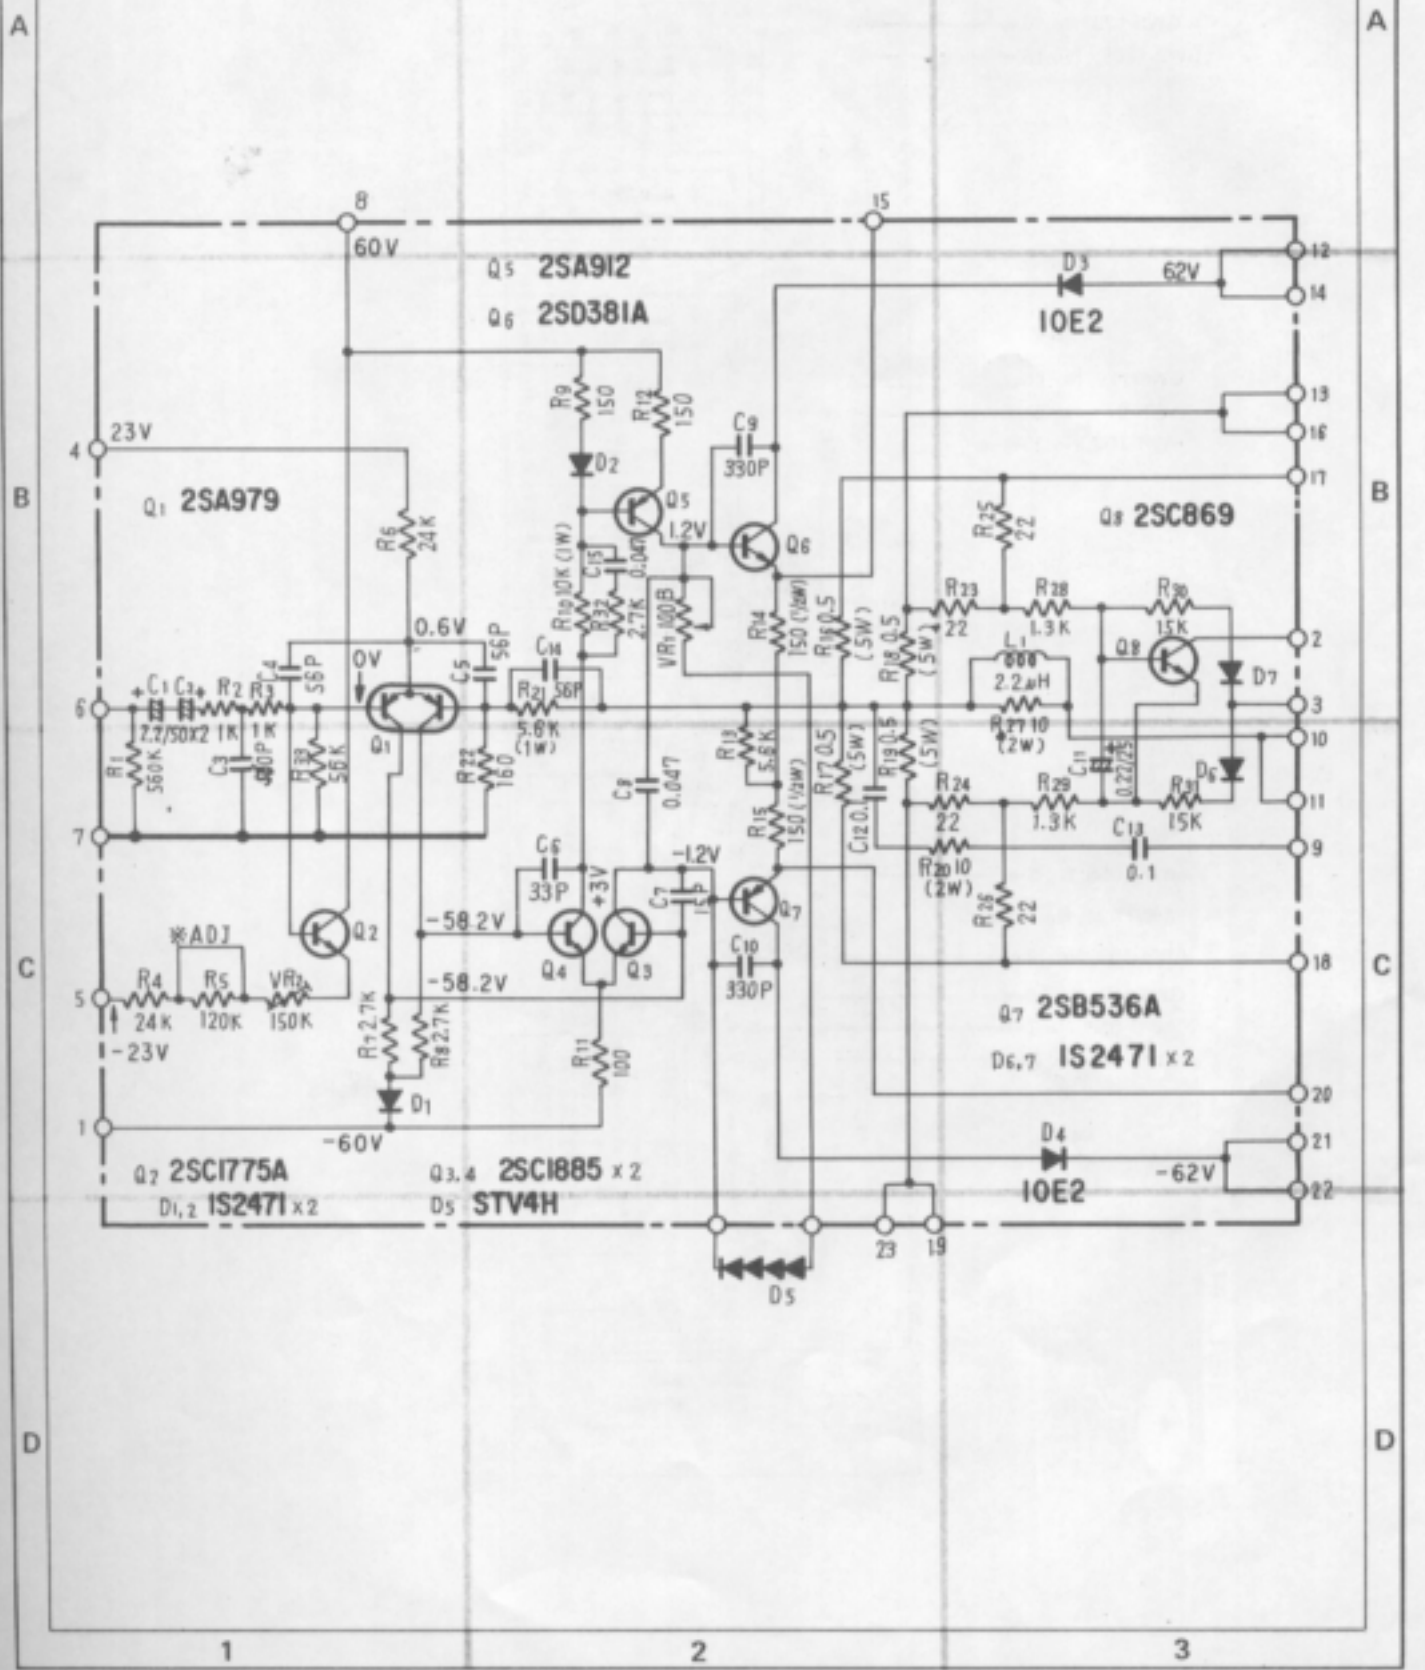 A
A
8
15
60V
Q5 2SA912
Q6 2SD381A
D3
62V
12
14
10E2
R9
150
R12
150
C9
330P
13
16
17
4
23V
B
B
D2
Q1 2SA979
Q5
1.2V
Q6
R25
22
Q8 2SC869
R6
24K
R10 10K (1W)
C15
0.047
R32
2.7K
VR1 100B
R14
150 (1/2W)
R16 0.5
(5W)
R18 0.5
(5W)
R23
22
R28
1.3K
R30
15K
0.6V
0V
C4
56P
C5
56P
C14
56P
L1
2.2μH
Q8
2
D7
6
+ C1
C2 +
R2
R3
2.2/50X2
1K
1K
R21
5.6K
(1W)
R27 10
(2W)
3
10
R1
560K
C3
R33
56K
Q1
R22
160
C8
0.047
R13
5.6K
R15
150 (1/2W)
R17 0.5
(5W)
R19 0.5
(5W)
C12 0.
R24
22
R29
1.3K
C11
0.22/25
D6
R31
15K
11
7
C6
33P
+3V
-1.2V
C7
R20 10
(2W)
C13
0.1
9
R26
22
Q7
※ADJ
Q2
-58.2V
Q4
Q3
C10
330P
18
C
C
5
R4
24K
R5
120K
VR2
150K
-58.2V
-23V
R7 2.7K
R8 2.7K
R11
100
Q7 2SB536A
D6,7 1S2471 x 2
20
D1
1
-60V
D4
21
-62V
10E2
22
Q2 2SC1775A
D1,2 1S2471 x 2
Q3,4 2SC1885 x 2
D5 STV4H
23
19
D5
D
D
1
2
3